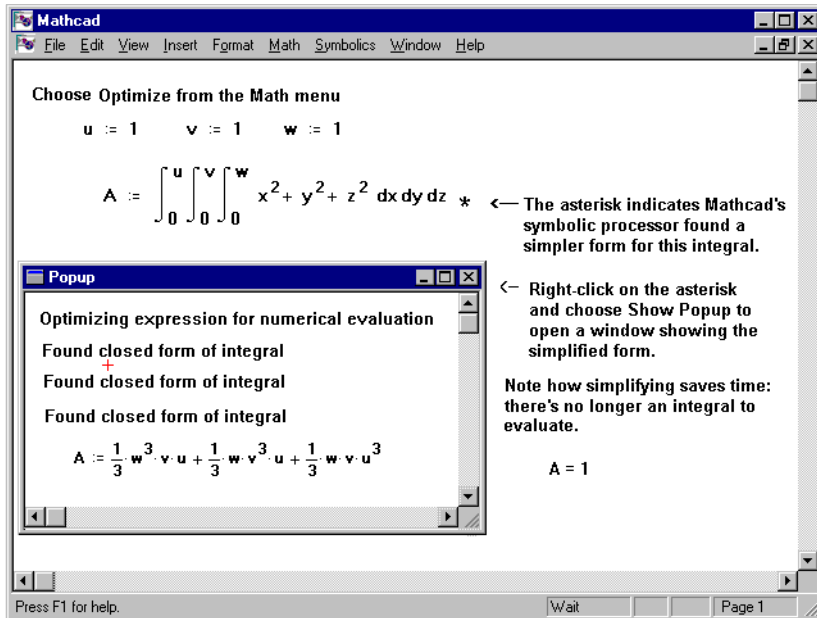 Mathcad
File Edit View Insert Format Math Symbolics Window Help
Choose Optimize from the Math menu
u := 1 v := 1 w := 1
A := ∫₀ᵘ ∫₀ᵛ ∫₀ʷ x² + y² + z² dx dy dz *
<— The asterisk indicates Mathcad's
symbolic processor found a
simpler form for this integral.
<– Right-click on the asterisk
and choose Show Popup to
open a window showing the
simplified form.
Note how simplifying saves time:
there's no longer an integral to
evaluate.
A = 1
Popup
Optimizing expression for numerical evaluation
Found closed form of integral
Found closed form of integral
Found closed form of integral
A := 1/3 · w³ · v · u + 1/3 · w · v³ · u + 1/3 · w · v · u³
Press F1 for help. Wait Page 1